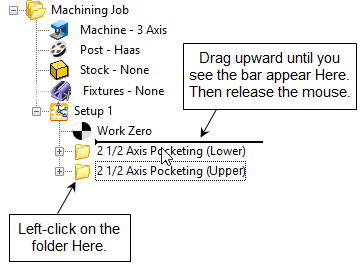 Machining Job
Machine - 3 Axis
Post - Haas
Stock - None
Fixtures - None
Setup 1
Work Zero
2 1/2 Axis Pocketing (Lower)
2 1/2 Axis Pocketing (Upper)
Drag upward until you
see the bar appear Here.
Then release the mouse.
Left-click on the
folder Here.